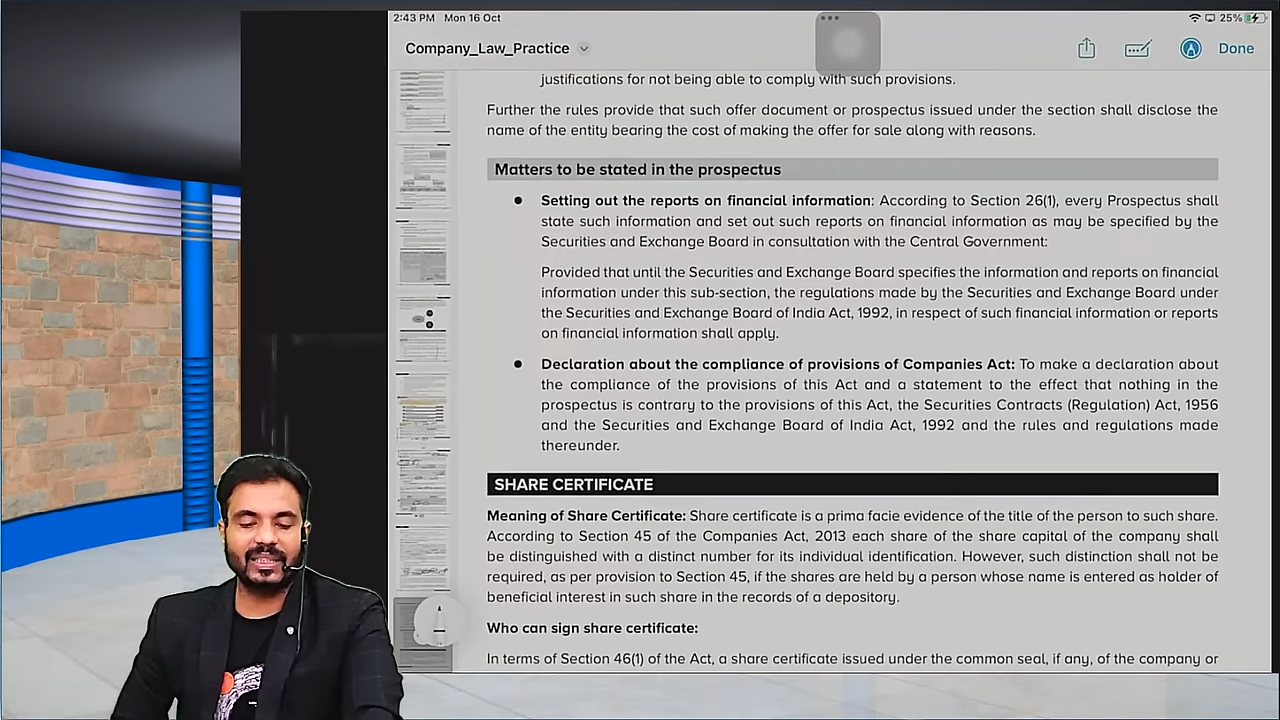 2:43 PM Mon 16 Oct
25%
Company_Law_Practice
Done
justifications for not being able to comply with such provisions.
Further the rules provide that such offer document or prospectus issued under the section shall disclose the
name of the entity bearing the cost of making the offer for sale along with reasons.
Matters to be stated in the prospectus
● Setting out the reports on financial information: According to Section 26(1), every Prospectus shall
state such information and set out such reports on financial information as may be specified by the
Securities and Exchange Board in consultation with the Central Government:
Provided that until the Securities and Exchange Board specifies the information and reports on financial
information under this sub-section, the regulations made by the Securities and Exchange Board under
the Securities and Exchange Board of India Act, 1992, in respect of such financial information or reports
on financial information shall apply.
● Declaration about the compliance of provisions of Companies Act: To make a declaration about
the compliance of the provisions of this Act and a statement to the effect that nothing in the
prospectus is contrary to the provisions of this Act, the Securities Contracts (Regulation) Act, 1956
and the Securities and Exchange Board of India Act, 1992 and the rules and regulations made
thereunder.
SHARE CERTIFICATE
Meaning of Share Certificate: Share certificate is a prima facie evidence of the title of the person to such share.
According to Section 45 of the Companies Act, 2013 each share of the share capital of the company shall
be distinguished with a distinct number for its individual identification. However, such distinction shall not be
required, as per provision to Section 45, if the shares are held by a person whose name is entered as holder of
beneficial interest in such share in the records of a depository.
Who can sign share certificate:
In terms of Section 46(1) of the Act, a share certificate issued under the common seal, if any, of the company or